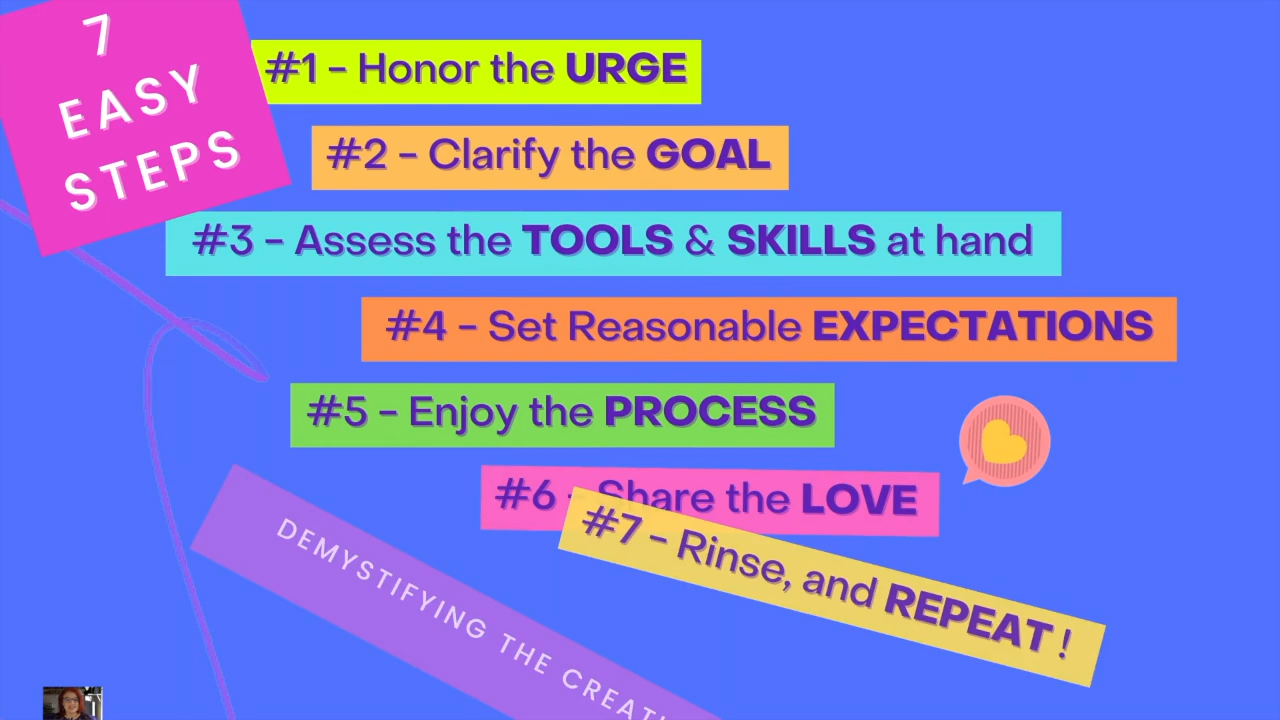 7
EASY
STEPS
#1 – Honor the URGE
#2 – Clarify the GOAL
#3 – Assess the TOOLS & SKILLS at hand
#4 – Set Reasonable EXPECTATIONS
#5 – Enjoy the PROCESS
#6 – Share the LOVE
#7 – Rinse, and REPEAT !
DEMYSTIFYING THE